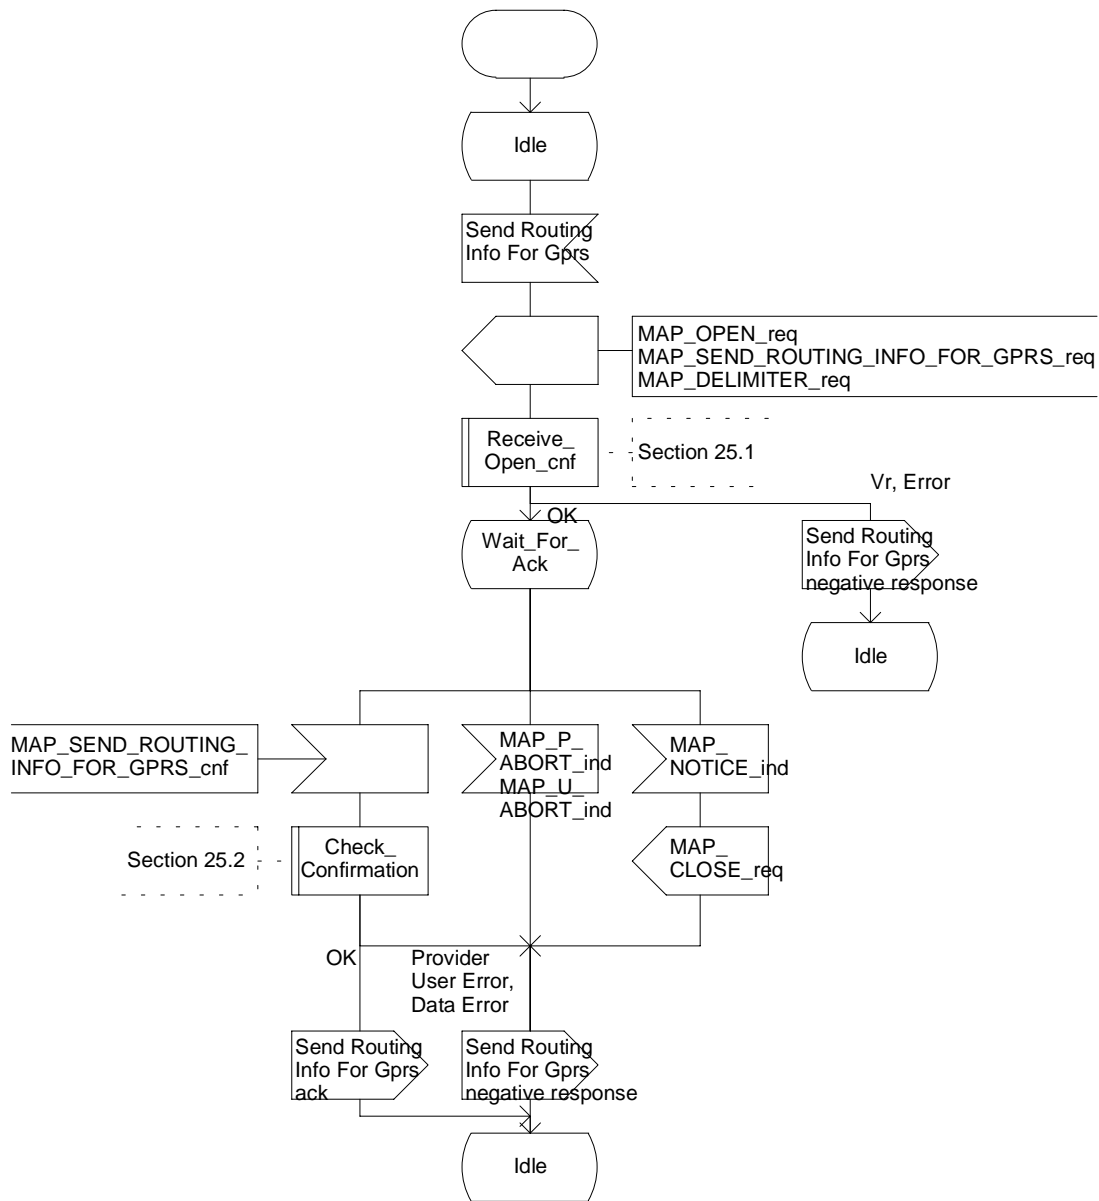 Idle
Send Routing
Info For Gprs
MAP_OPEN_req
MAP_SEND_ROUTING_INFO_FOR_GPRS_req
MAP_DELIMITER_req
Receive_
Open_cnf
Section 25.1
Vr, Error
OK
Wait_For_
Ack
Send Routing
Info For Gprs
negative response
Idle
MAP_SEND_ROUTING_
INFO_FOR_GPRS_cnf
MAP_P_
ABORT_ind
MAP_U_
ABORT_ind
MAP_
NOTICE_ind
Section 25.2
Check_
Confirmation
MAP_
CLOSE_req
OK
Provider
User Error,
Data Error
Send Routing
Info For Gprs
ack
Send Routing
Info For Gprs
negative response
Idle